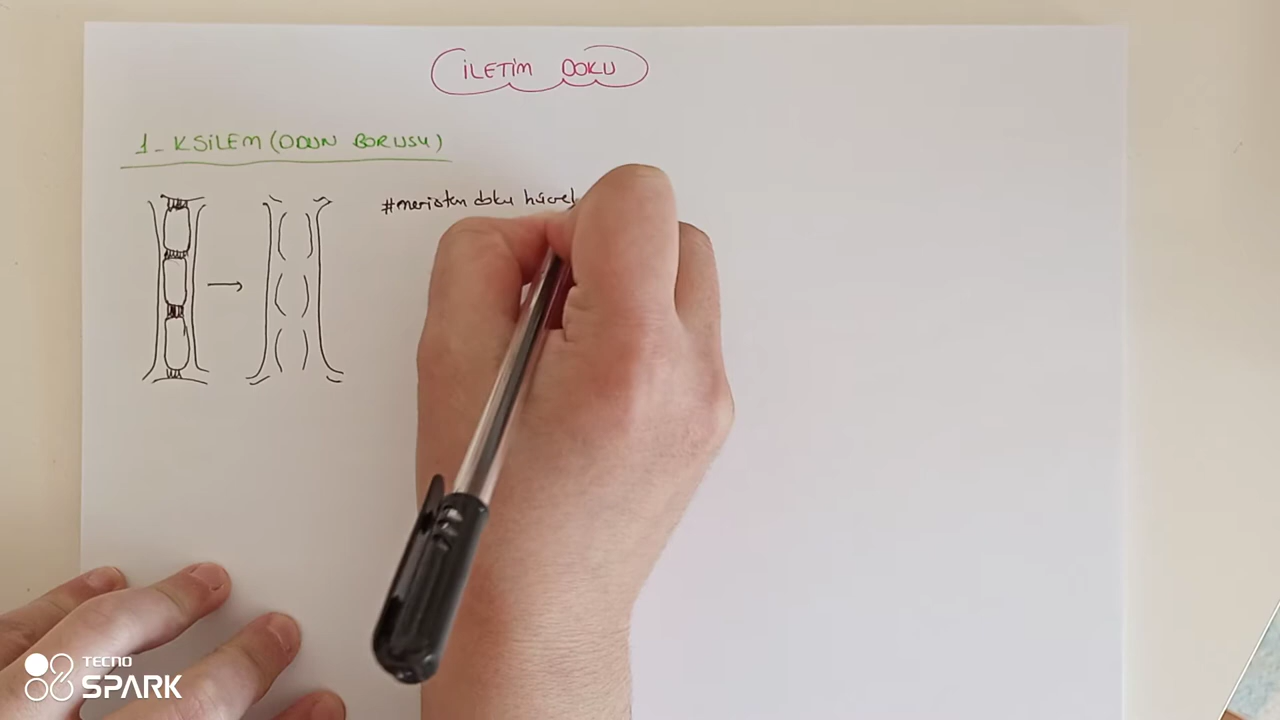 İLETİM DOKU
1- KSİLEM (ODUN BORUSU)
#meristem doku hücrel
TECNO
SPARK